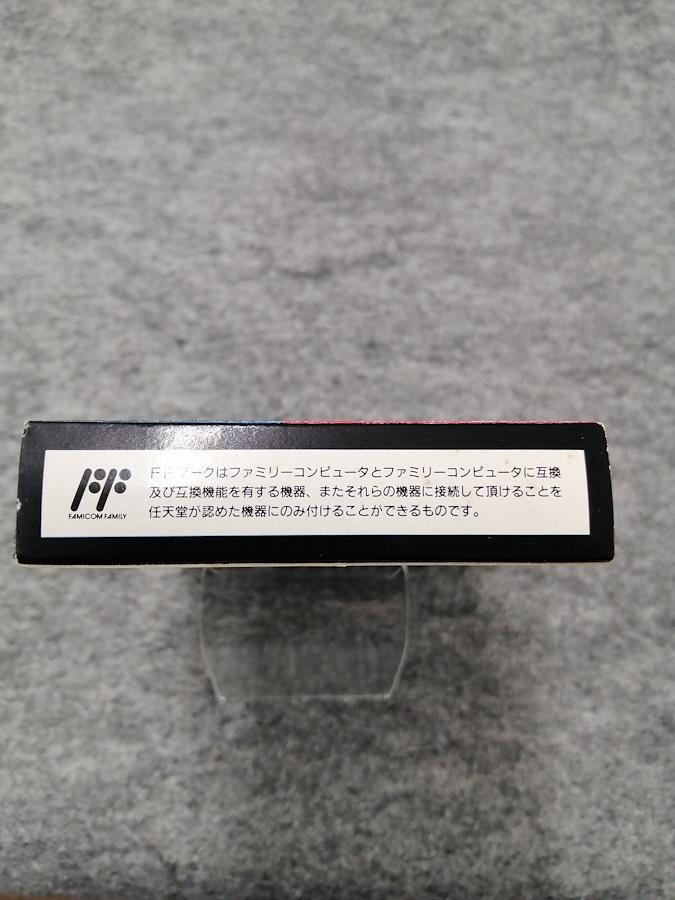 FAMICOM FAMILY
FFマークはファミリーコンピュータとファミリーコンピュータに互換
及び互換機能を有する機器、またそれらの機器に接続して頂けることを
任天堂が認めた機器にのみ付けることができるものです。